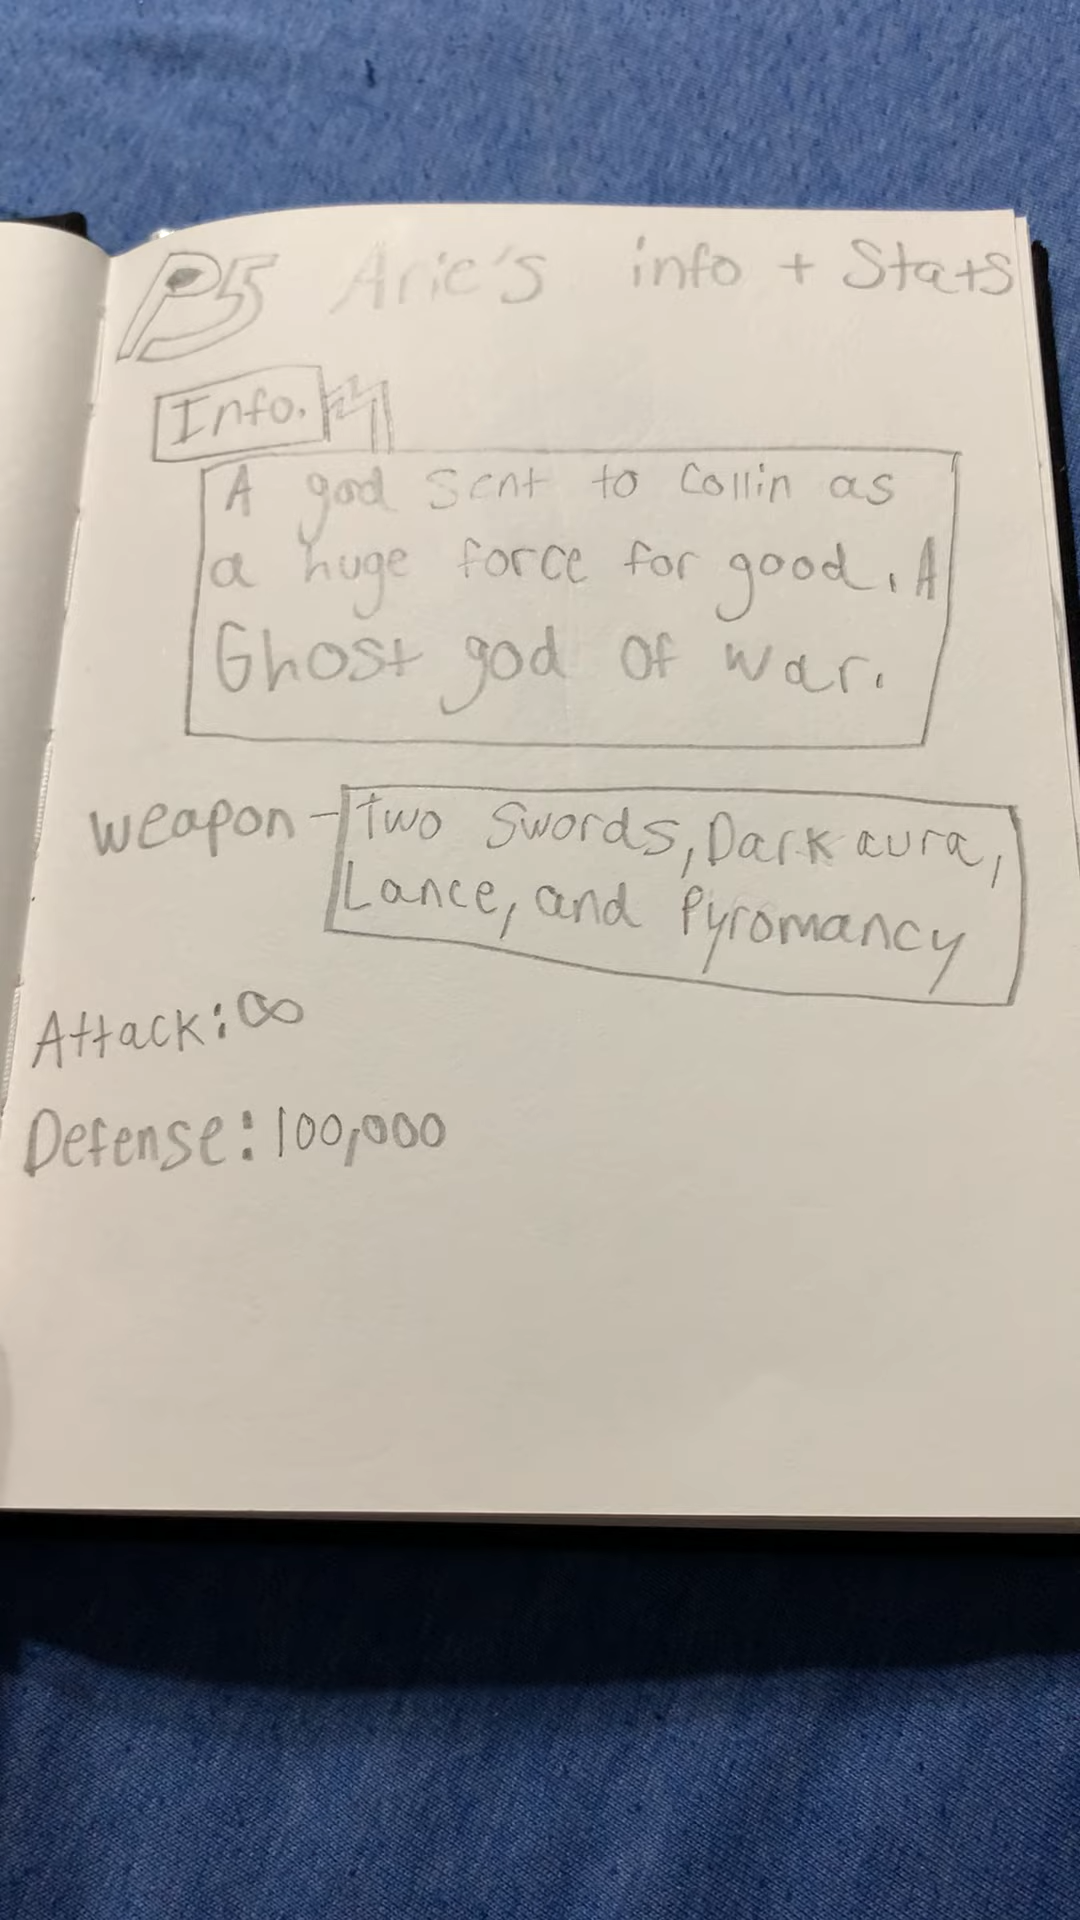 P5 Arie's info + Stats
Info.
A god sent to Collin as
a huge force for good. A
Ghost god of war.
weapon - Two Swords, Dark aura,
Lance, and Pyromancy
Attack: ∞
Defense: 100,000